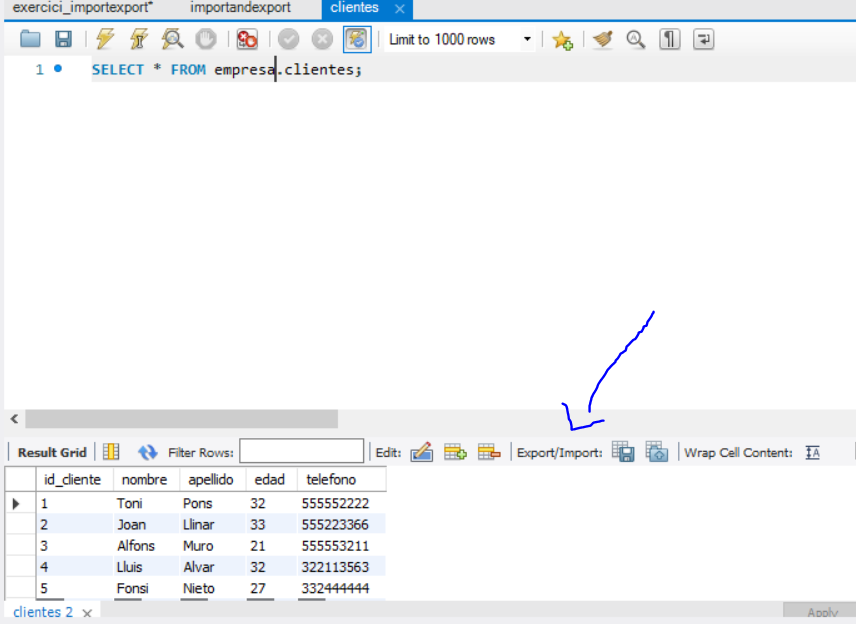 exercici_importexport* importandexport clientes
Limit to 1000 rows
1 SELECT * FROM empresa.clientes;
Result Grid Filter Rows: Edit: Export/Import: Wrap Cell Content:
id_cliente nombre apellido edad telefono
1 Toni Pons 32 555552222
2 Joan Llinar 33 555223366
3 Alfons Muro 21 555553211
4 Lluis Alvar 32 322113563
5 Fonsi Nieto 27 332444444
clientes 2 Apply